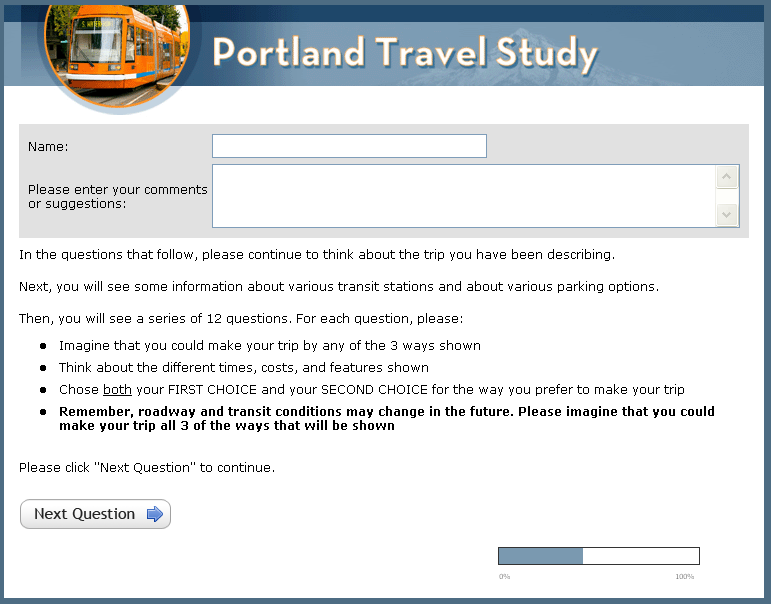 Portland Travel Study
Name:
Please enter your comments
or suggestions:
In the questions that follow, please continue to think about the trip you have been describing.
Next, you will see some information about various transit stations and about various parking options.
Then, you will see a series of 12 questions. For each question, please:
Imagine that you could make your trip by any of the 3 ways shown
Think about the different times, costs, and features shown
Chose both your FIRST CHOICE and your SECOND CHOICE for the way you prefer to make your trip
Remember, roadway and transit conditions may change in the future. Please imagine that you could
make your trip all 3 of the ways that will be shown
Please click "Next Question" to continue.
Next Question
0% 100%